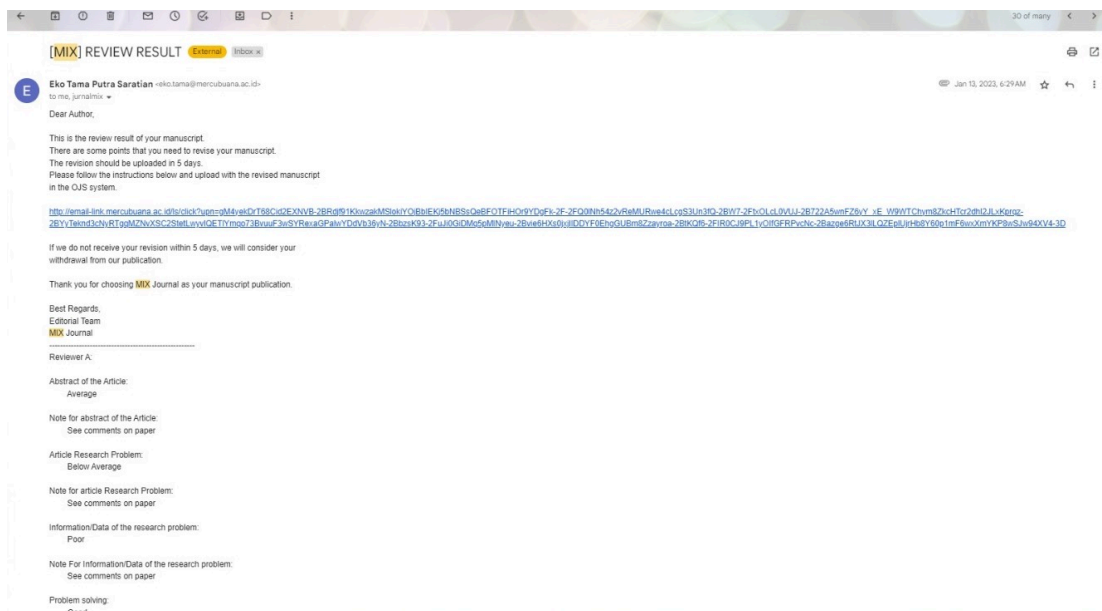 30 of many
[MIX] REVIEW RESULT External Inbox x
E
Eko Tama Putra Saratian <eko.tama@mercubuana.ac.id>
Jan 13, 2023, 6:29 AM
to me, jurnalmix
Dear Author,
This is the review result of your manuscript.
There are some points that you need to revise your manuscript.
The revision should be uploaded in 5 days.
Please follow the instructions below and upload with the revised manuscript
in the OJS system.
If we do not receive your revision within 5 days, we will consider your
withdrawal from our publication.
Thank you for choosing MIX Journal as your manuscript publication.
Best Regards,
Editorial Team
MIX Journal
------------------------------------------------------
Reviewer A:
Abstract of the Article:
Average
Note for abstract of the Article:
See comments on paper
Article Research Problem:
Below Average
Note for article Research Problem:
See comments on paper
Information/Data of the research problem:
Poor
Note For Information/Data of the research problem:
See comments on paper
Problem solving: